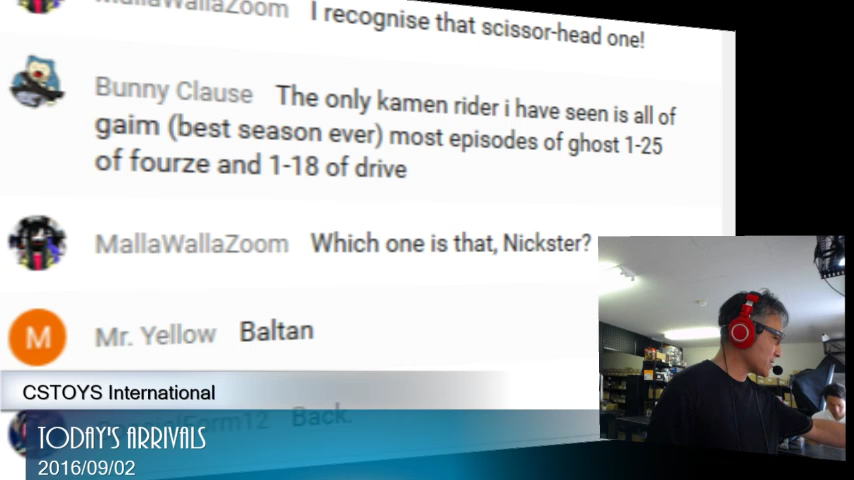 MallaWallaZoom I recognise that scissor-head one!
Bunny Clause The only kamen rider i have seen is all of
gaim (best season ever) most episodes of ghost 1-25
of fourze and 1-18 of drive
MallaWallaZoom Which one is that, Nickster?
M Mr. Yellow Baltan
CSTOYS International
Back.
TODAY'S ARRIVALS
2016/09/02